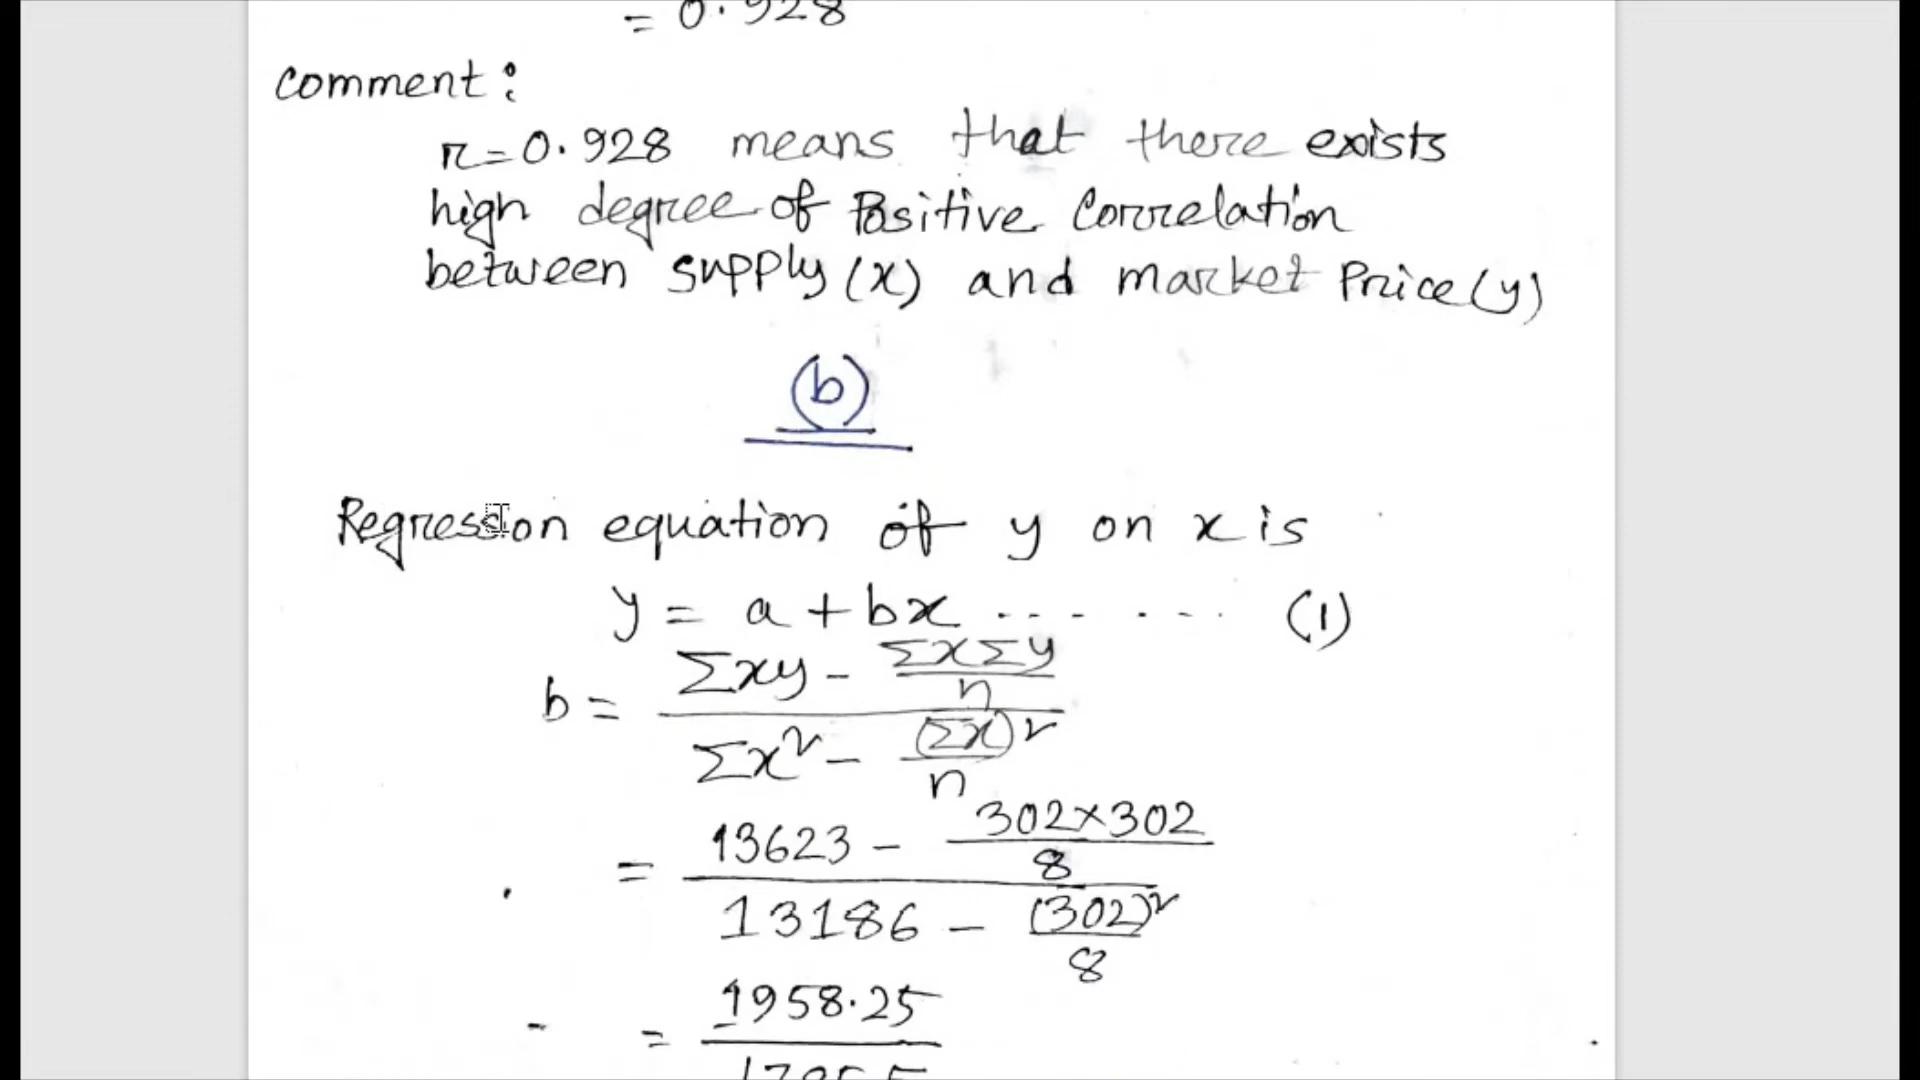 = 0.928
comment:
r=0.928 means that there exists
high degree of Positive Correlation
between supply (x) and market Price (y)
(b)
Regression equation of y on x is
y = a + bx ... ... (1)
b = (Σxy - (ΣxΣy)/n) / (Σx² - (Σx)²/n)
= (13623 - (302×302)/8) / (13186 - (302)²/8)
= 1958.25